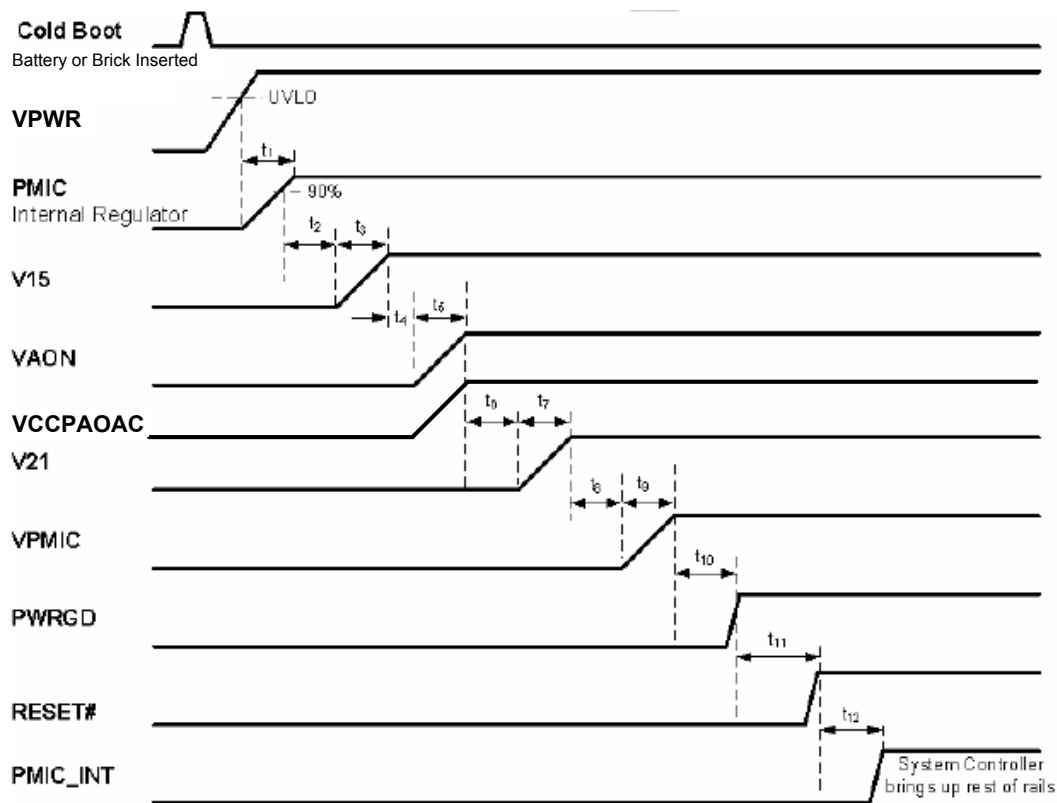 Cold Boot
Battery or Brick Inserted
UVLO
VPWR
t1
PMIC
90%
Internal Regulator
t2 t3
V15
t4 t5
VAON
VCCPAOAC
t6 t7
V21
t8 t9
VPMIC
t10
PWRGD
t11
RESET#
t12
PMIC_INT
System Controller
brings up rest of rails